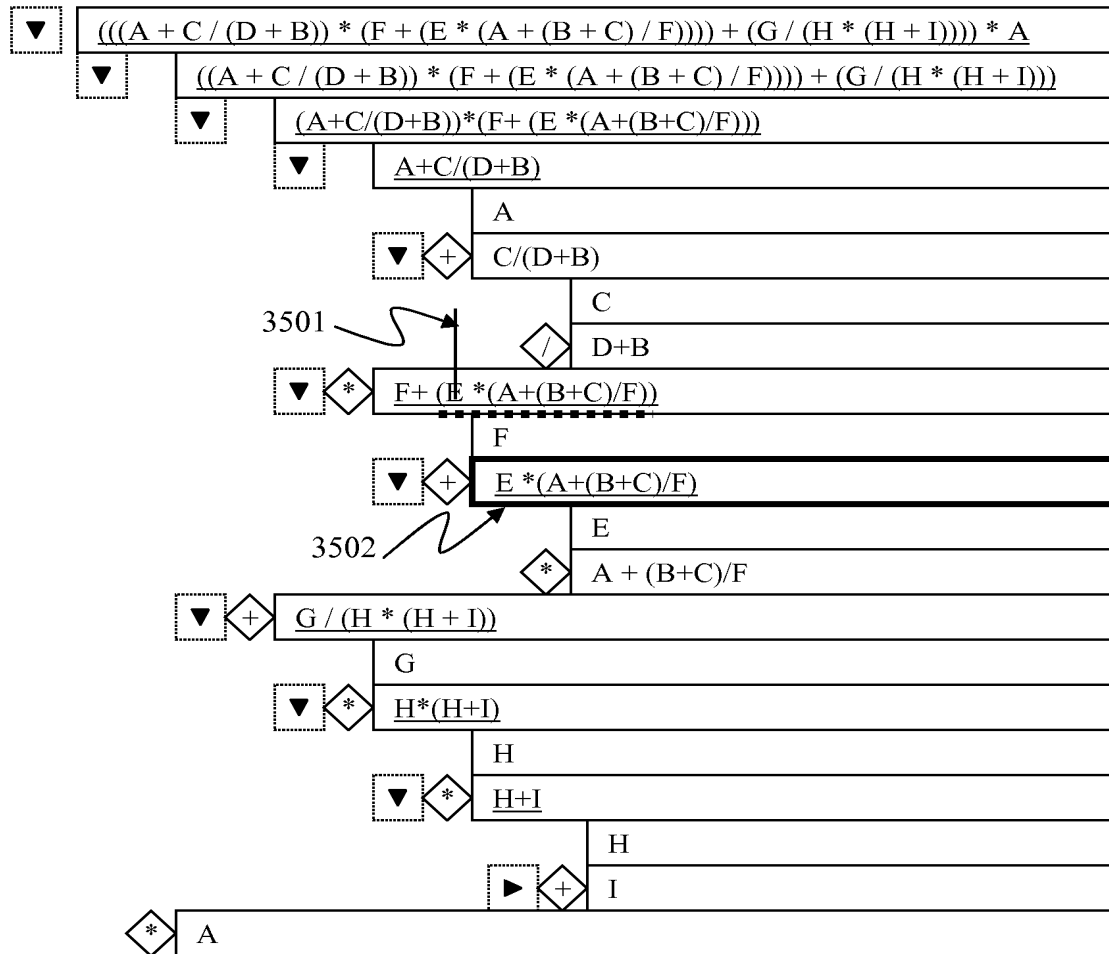 ▼ (((A + C / (D + B)) * (F + (E * (A + (B + C) / F)))) + (G / (H * (H + I)))) * A
▼ ((A + C / (D + B)) * (F + (E * (A + (B + C) / F)))) + (G / (H * (H + I)))
▼ (A+C/(D+B))*(F+ (E *(A+(B+C)/F)))
▼ A+C/(D+B)
A
▼ + C/(D+B)
C
3501
/ D+B
▼ * F+ (E *(A+(B+C)/F))
F
▼ + E *(A+(B+C)/F)
E
3502
* A + (B+C)/F
▼ + G / (H * (H + I))
G
▼ * H*(H+I)
H
▼ * H+I
H
► + I
* A